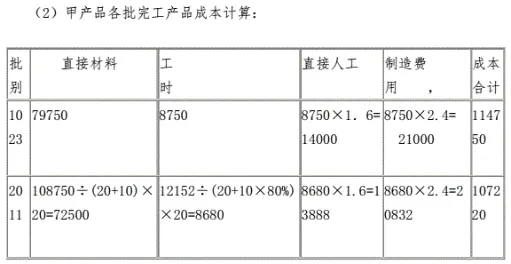 （2）甲产品各批完工产品成本计算：
批别 直接材料 工时 直接人工 制造费用 ， 成本合计
1023 79750 8750 8750×1．6=14000 8750×2.4=21000 114750
2011 108750÷(20+10)×20=72500 12152÷(20+10×80%)×20=8680 8680×1.6=13888 8680×2.4=20832 107220